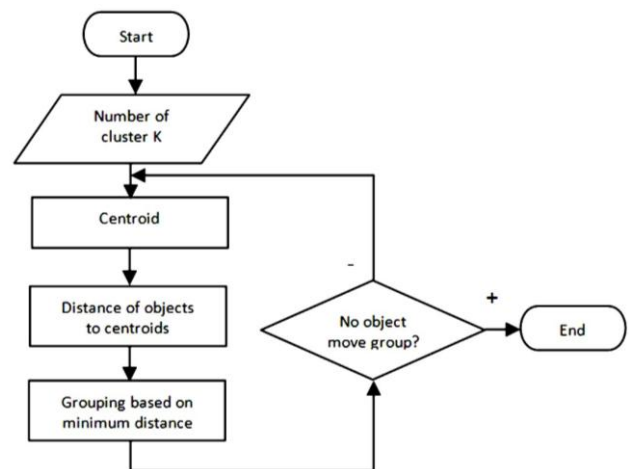 Start
Number of
cluster K
Centroid
Distance of objects
to centroids
Grouping based on
minimum distance
-
No object
move group?
+
End